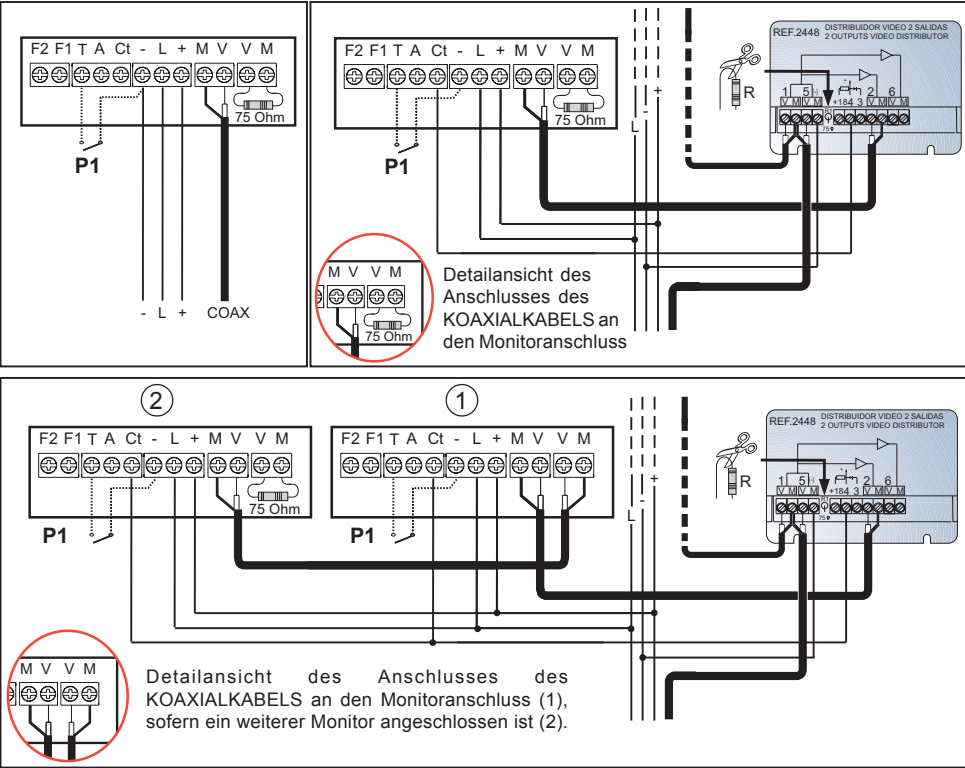 F2 F1 T A Ct - L + M V V M
75 Ohm
P1
- L + COAX
F2 F1 T A Ct - L + M V V M
75 Ohm
P1
L - +
R
REF.2448 DISTRIBUIDOR VIDEO 2 SALIDAS
2 OUTPUTS VIDEO DISTRIBUTOR
1 5 2 6
V M V M +184 3 V M V M
75
M V V M
75 Ohm
Detailansicht des
Anschlusses des
KOAXIALKABELS an
den Monitoranschluss
2
F2 F1 T A Ct - L + M V V M
75 Ohm
P1
1
F2 F1 T A Ct - L + M V V M
P1
L - +
R
REF.2448 DISTRIBUIDOR VIDEO 2 SALIDAS
2 OUTPUTS VIDEO DISTRIBUTOR
1 5 2 6
V M V M +184 3 V M V M
75
M V V M
Detailansicht des Anschlusses des
KOAXIALKABELS an den Monitoranschluss (1),
sofern ein weiterer Monitor angeschlossen ist (2).